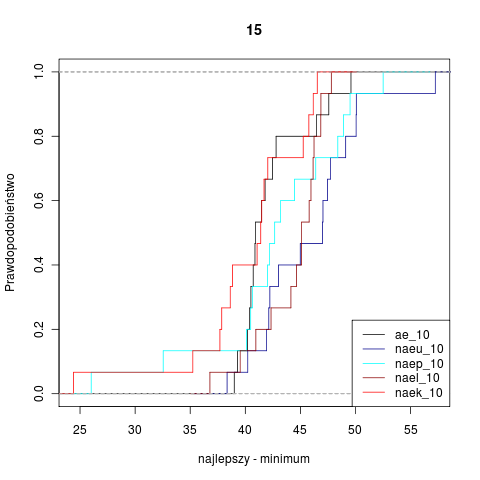 15
Prawdopodobieństwo
1.0
0.8
0.6
0.4
0.2
0.0
25 30 35 40 45 50 55
najlepszy - minimum
ae_10
naeu_10
naep_10
nael_10
naek_10